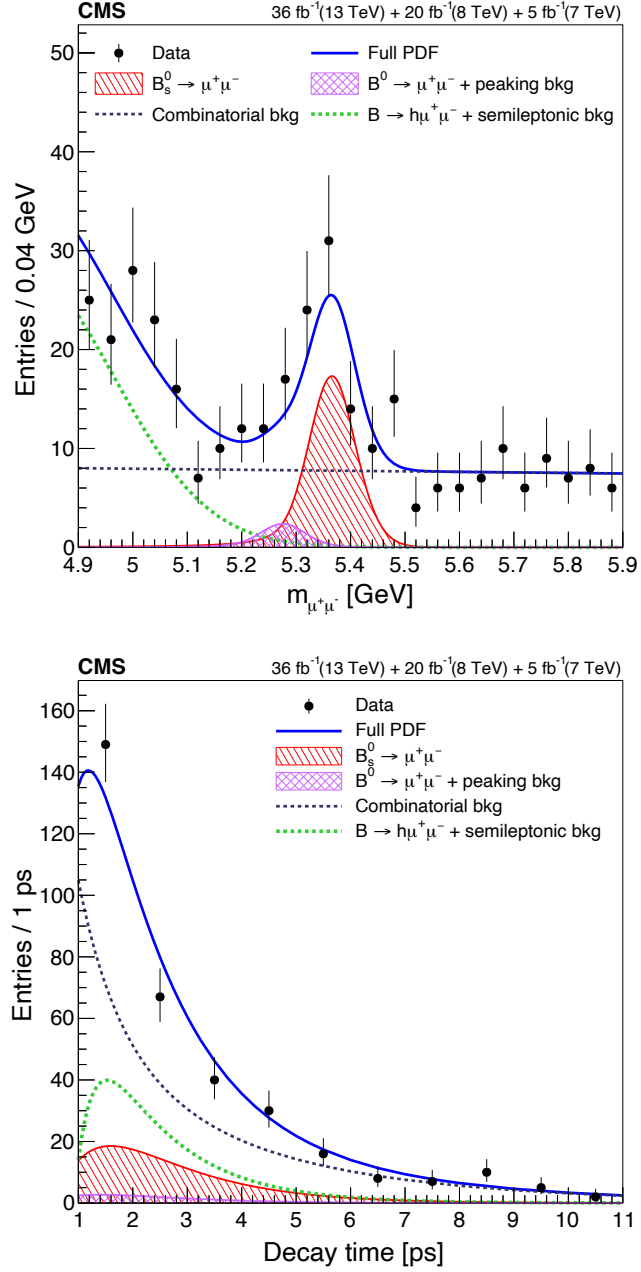 CMS 36 fb⁻¹(13 TeV) + 20 fb⁻¹(8 TeV) + 5 fb⁻¹(7 TeV)
Data Full PDF
B⁰ₛ → μ⁺μ⁻ B⁰ → μ⁺μ⁻ + peaking bkg
Combinatorial bkg B → hμ⁺μ⁻ + semileptonic bkg
Entries / 0.04 GeV
50
40
30
20
10
0
4.9 5 5.1 5.2 5.3 5.4 5.5 5.6 5.7 5.8 5.9
m_μ⁺μ⁻ [GeV]
CMS 36 fb⁻¹(13 TeV) + 20 fb⁻¹(8 TeV) + 5 fb⁻¹(7 TeV)
Data
Full PDF
B⁰ₛ → μ⁺μ⁻
B⁰ → μ⁺μ⁻ + peaking bkg
Combinatorial bkg
B → hμ⁺μ⁻ + semileptonic bkg
Entries / 1 ps
160
140
120
100
80
60
40
20
0
1 2 3 4 5 6 7 8 9 10 11
Decay time [ps]